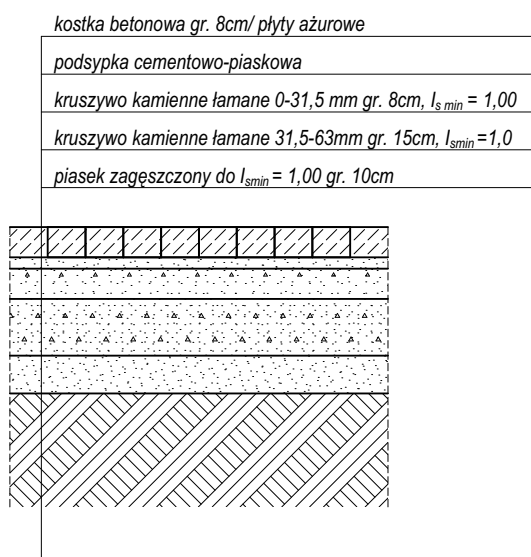 kostka betonowa gr. 8cm/ płyty ażurowe
podsypka cementowo-piaskowa
kruszywo kamienne łamane 0-31,5 mm gr. 8cm, Is min = 1,00
kruszywo kamienne łamane 31,5-63mm gr. 15cm, Ismin =1,0
piasek zagęszczony do Ismin = 1,00 gr. 10cm